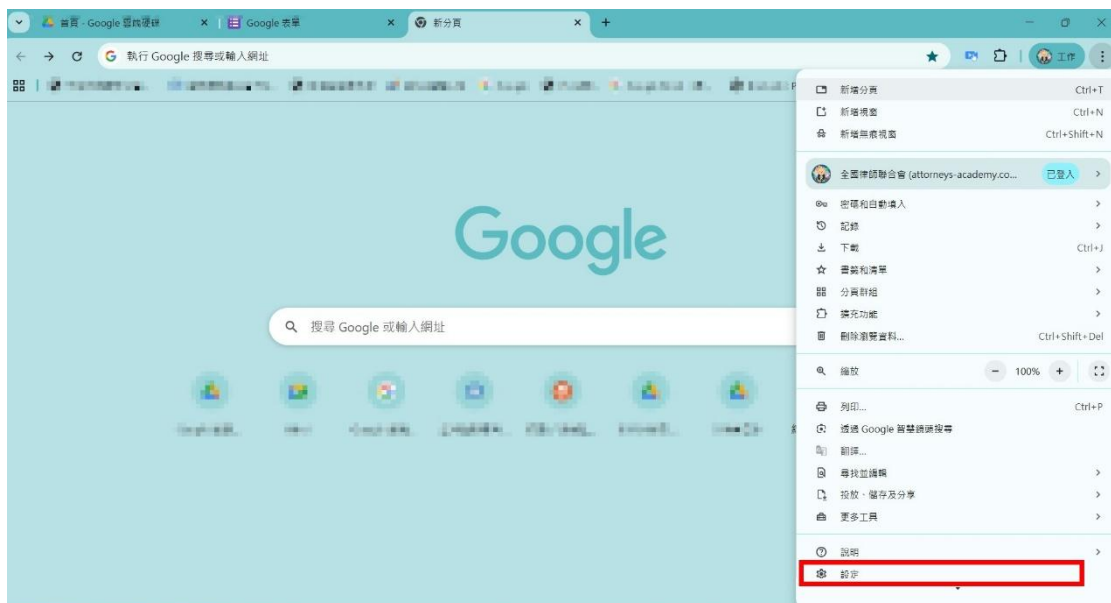 首頁 - Google 雲端硬碟
Google 表單
新分頁
執行 Google 搜尋或輸入網址
工作
新增分頁 Ctrl+T
新增視窗 Ctrl+N
新增無痕視窗 Ctrl+Shift+N
全國律師聯合會 (attorneys-academy.co... 已登入
密碼和自動填入
記錄
下載 Ctrl+J
書籤和清單
分頁群組
擴充功能
刪除瀏覽資料... Ctrl+Shift+Del
縮放 - 100% +
列印... Ctrl+P
透過 Google 智慧鏡頭搜尋
翻譯...
尋找並編輯
投放、儲存及分享
更多工具
說明
設定
Google
搜尋 Google 或輸入網址